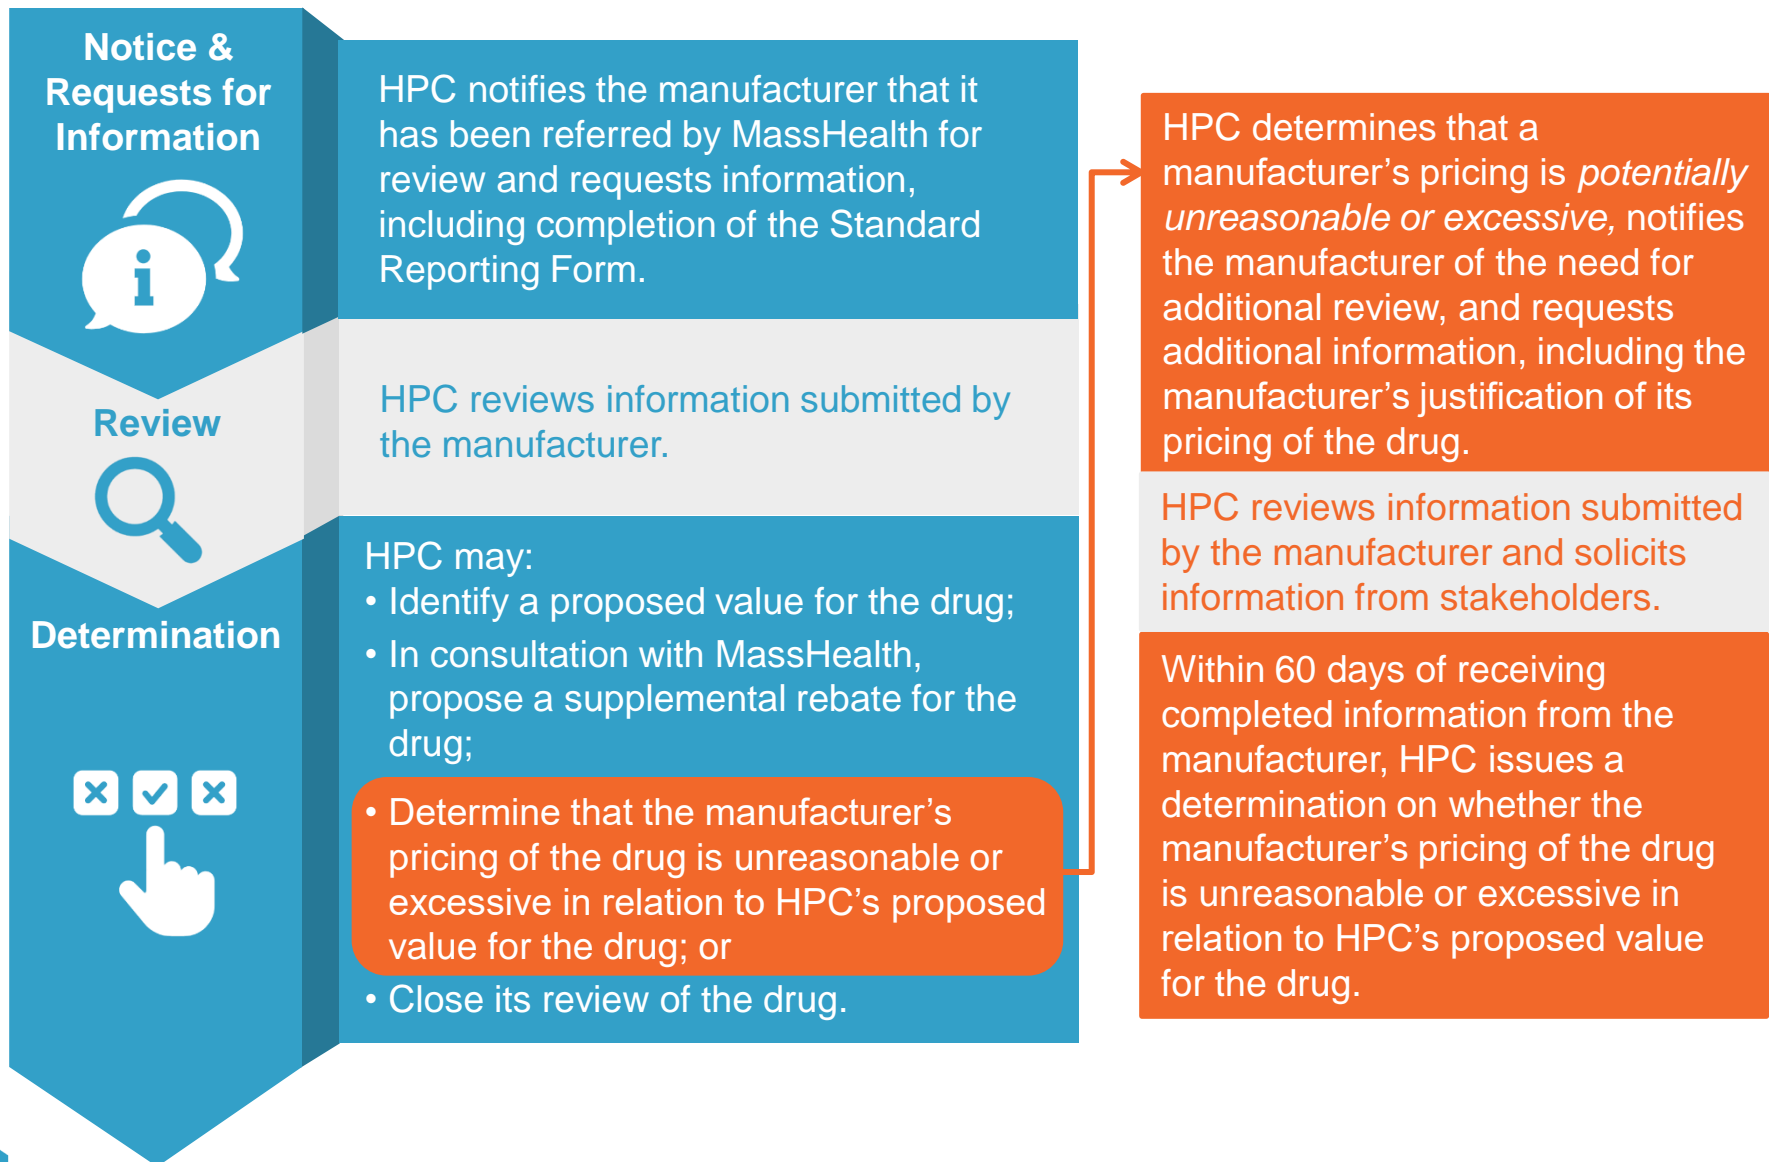 Notice &
Requests for
Information
HPC notifies the manufacturer that it
has been referred by MassHealth for
review and requests information,
including completion of the Standard
Reporting Form.
Review
HPC reviews information submitted by
the manufacturer.
Determination
HPC may:
• Identify a proposed value for the drug;
• In consultation with MassHealth,
propose a supplemental rebate for the
drug;
• Determine that the manufacturer’s
pricing of the drug is unreasonable or
excessive in relation to HPC’s proposed
value for the drug; or
• Close its review of the drug.
HPC determines that a
manufacturer’s pricing is potentially
unreasonable or excessive, notifies
the manufacturer of the need for
additional review, and requests
additional information, including the
manufacturer’s justification of its
pricing of the drug.
HPC reviews information submitted
by the manufacturer and solicits
information from stakeholders.
Within 60 days of receiving
completed information from the
manufacturer, HPC issues a
determination on whether the
manufacturer’s pricing of the drug
is unreasonable or excessive in
relation to HPC’s proposed value
for the drug.